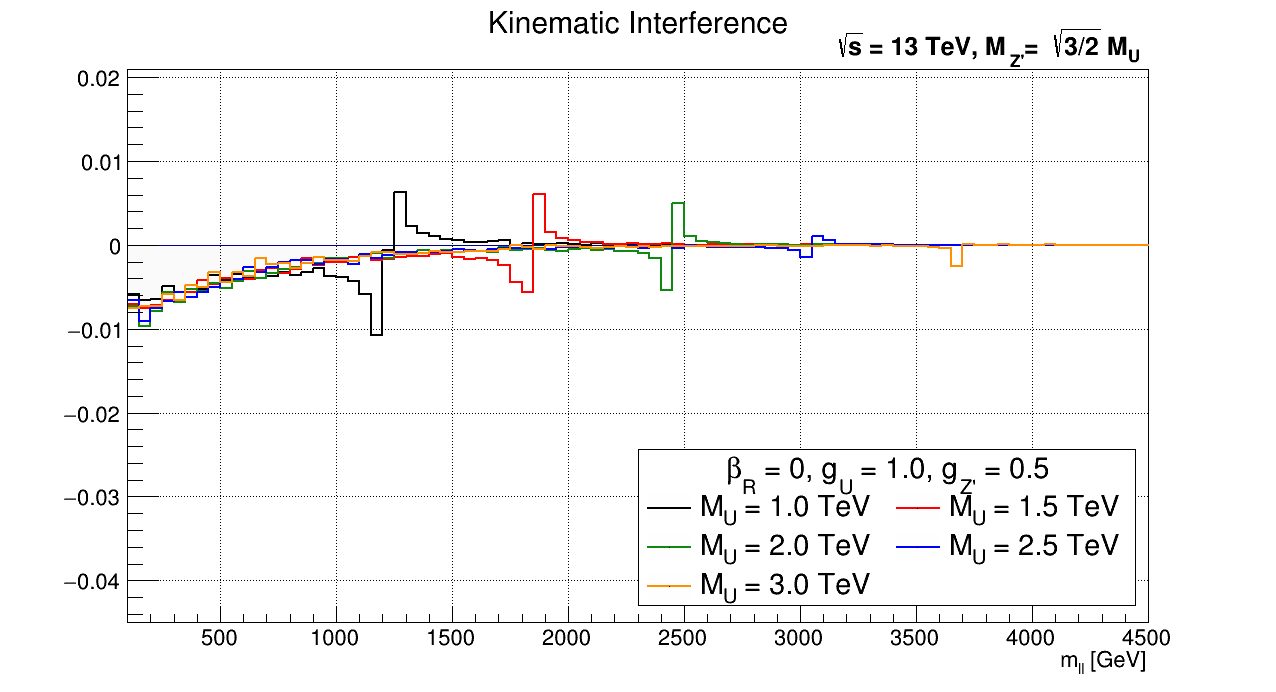 Kinematic Interference
√s = 13 TeV, M_Z'= √3/2 M_U
0.02
0.01
0
−0.01
−0.02
−0.03
−0.04
β_R = 0, g_U = 1.0, g_Z' = 0.5
M_U = 1.0 TeV M_U = 1.5 TeV
M_U = 2.0 TeV M_U = 2.5 TeV
M_U = 3.0 TeV
500 1000 1500 2000 2500 3000 3500 4000 4500
m_ll [GeV]